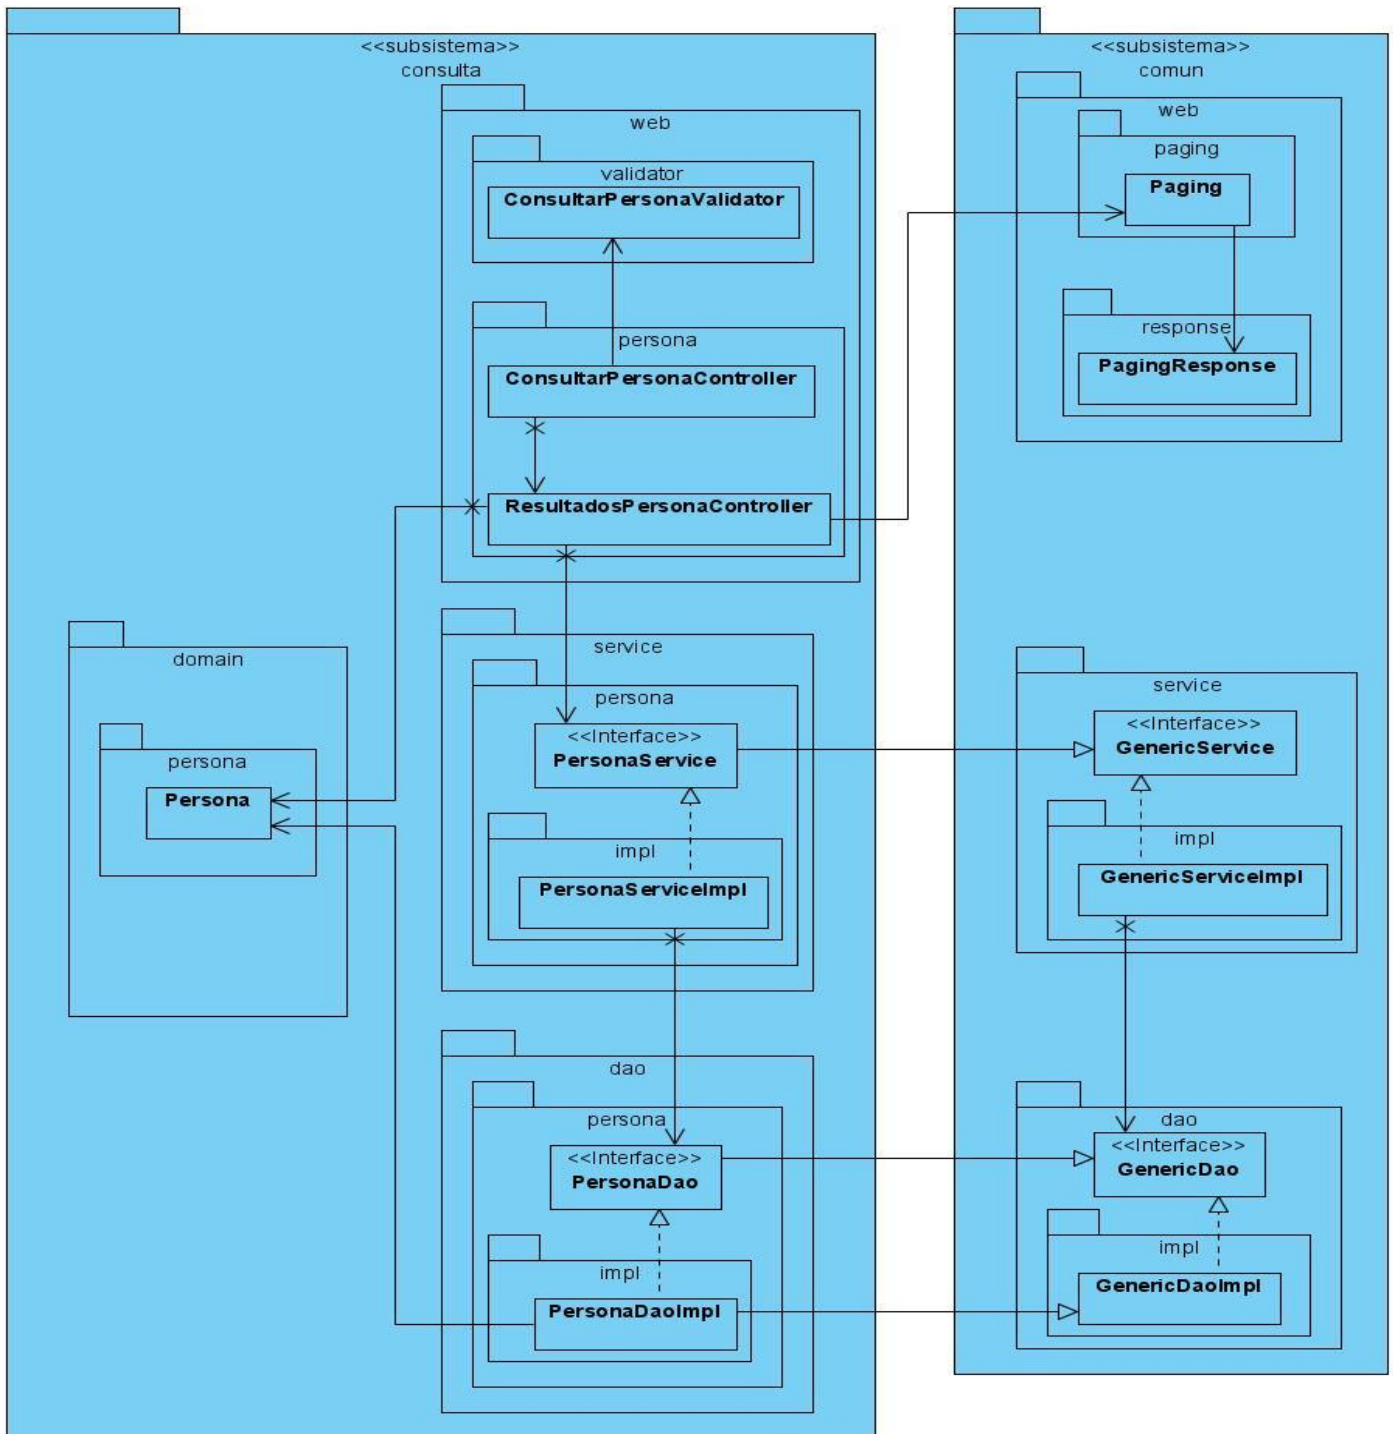 <<subsistema>>
consulta
web
validator
ConsultarPersonaValidator
persona
ConsultarPersonaController
ResultadosPersonaController
domain
persona
Persona
service
persona
<<Interface>>
PersonaService
impl
PersonaServiceImpl
dao
persona
<<Interface>>
PersonaDao
impl
PersonaDaoImpl
<<subsistema>>
comun
web
paging
Paging
response
PagingResponse
service
<<Interface>>
GenericService
impl
GenericServiceImpl
dao
<<Interface>>
GenericDao
impl
GenericDaoImpl